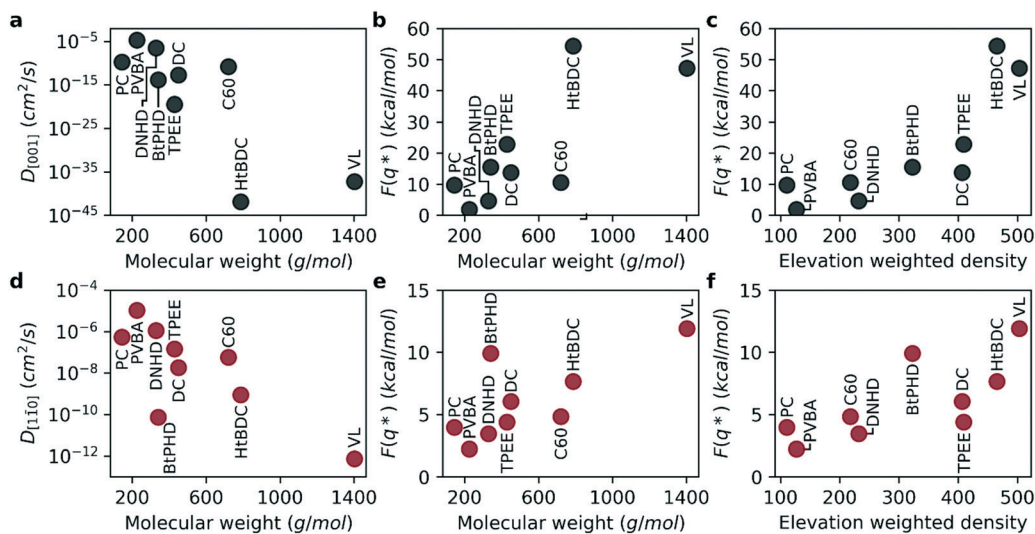 a
D[001] (cm²/s)
10⁻⁵
10⁻¹⁵
10⁻²⁵
10⁻³⁵
10⁻⁴⁵
PC
PVBA
DNHD
BtPHD
TPEE
DC
C60
HtBDC
VL
200 600 1000 1400
Molecular weight (g/mol)
b
F(q*) (kcal/mol)
60
50
40
30
20
10
0
PC
PVBA
DNHD
BtPHD
TPEE
DC
C60
HtBDC
VL
200 600 1000 1400
Molecular weight (g/mol)
c
F(q*) (kcal/mol)
60
50
40
30
20
10
0
PC
PVBA
C60
DNHD
BtPHD
DC
TPEE
HtBDC
VL
100 200 300 400 500
Elevation weighted density
d
D[11̄0] (cm²/s)
10⁻⁴
10⁻⁶
10⁻⁸
10⁻¹⁰
10⁻¹²
PC
PVBA
DNHD
BtPHD
TPEE
DC
C60
HtBDC
VL
200 600 1000 1400
Molecular weight (g/mol)
e
F(q*) (kcal/mol)
15
10
5
0
PC
PVBA
DNHD
BtPHD
TPEE
DC
C60
HtBDC
VL
200 600 1000 1400
Molecular weight (g/mol)
f
F(q*) (kcal/mol)
15
10
5
0
PC
PVBA
C60
DNHD
BtPHD
DC
TPEE
HtBDC
VL
100 200 300 400 500
Elevation weighted density